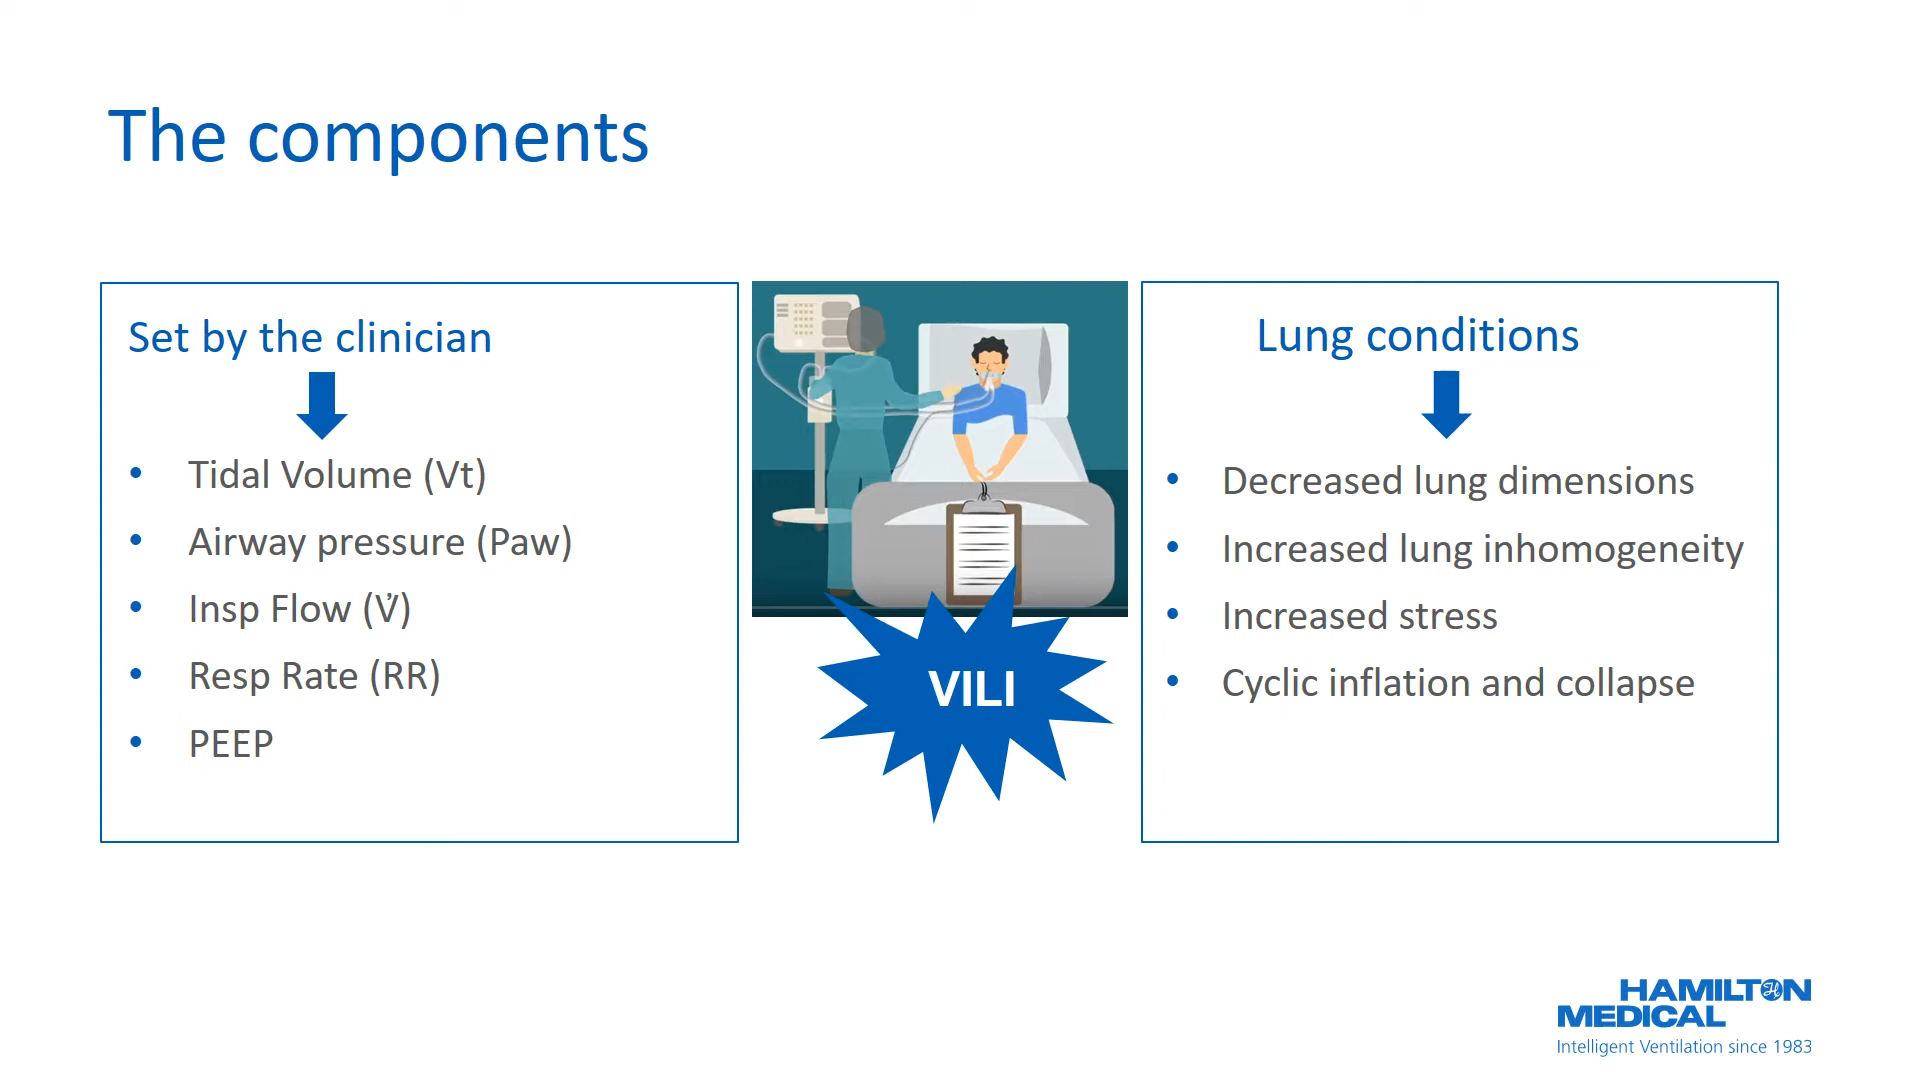 The components
Set by the clinician
• Tidal Volume (Vt)
• Airway pressure (Paw)
• Insp Flow (V̇)
• Resp Rate (RR)
• PEEP
VILI
Lung conditions
• Decreased lung dimensions
• Increased lung inhomogeneity
• Increased stress
• Cyclic inflation and collapse
HAMILTON
MEDICAL
Intelligent Ventilation since 1983